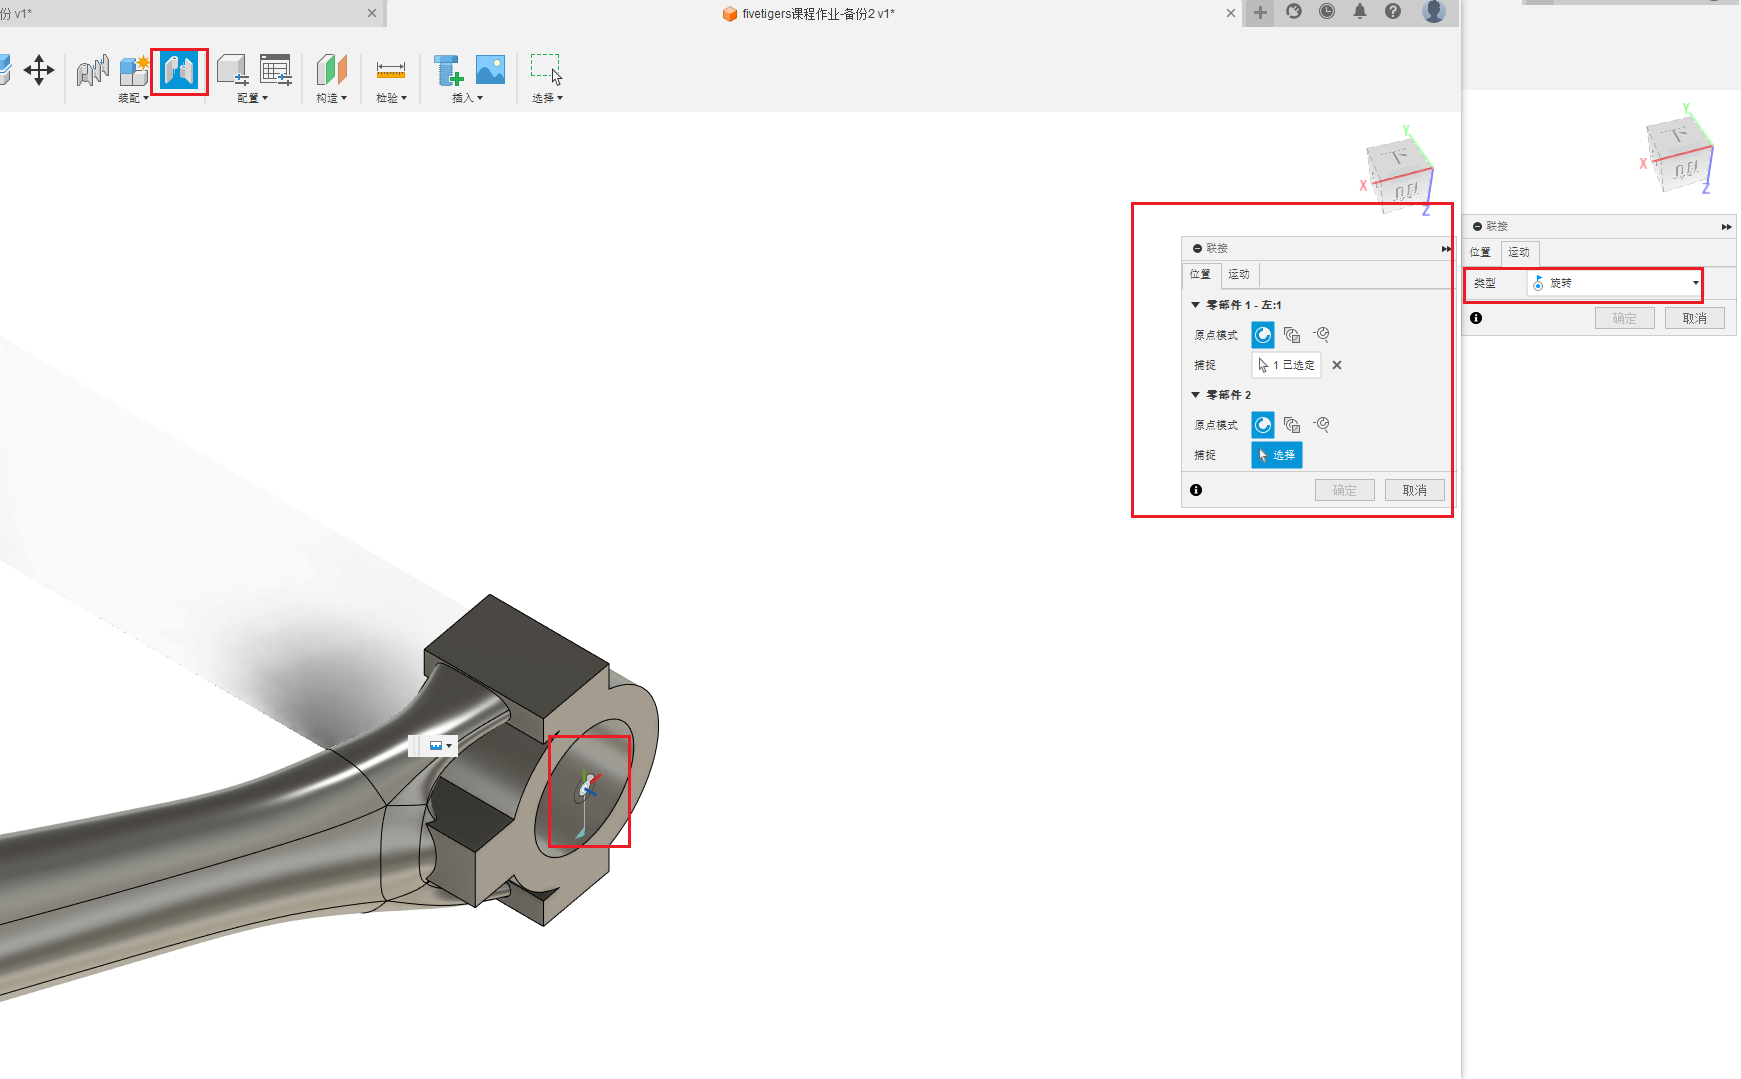 份 v1*
fivetigers课程作业-备份2 v1*
装配
配置
构造
检验
插入
选择
Y
X
Z
下
Y
X
Z
下
联接
位置
运动
零部件 1 - 左:1
原点模式
捕捉
1 已选定
零部件 2
原点模式
捕捉
选择
确定
取消
联接
位置
运动
类型
旋转
确定
取消